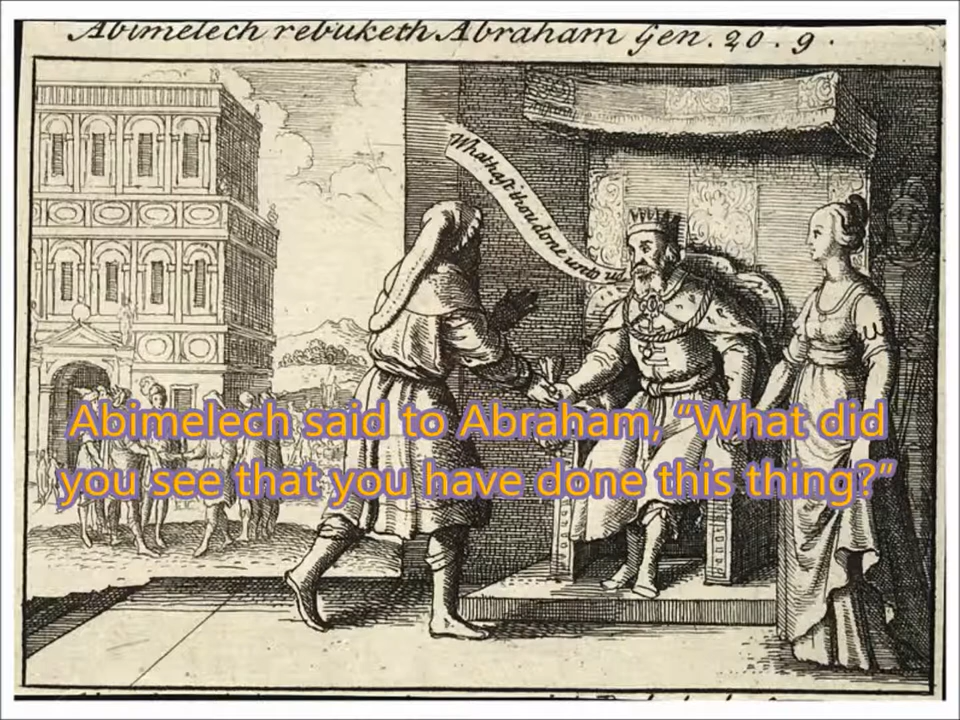 Abimelech rebuketh Abraham Gen. 20. 9.
What hast thou done unto us
Abimelech said to Abraham, “What did
you see that you have done this thing?”